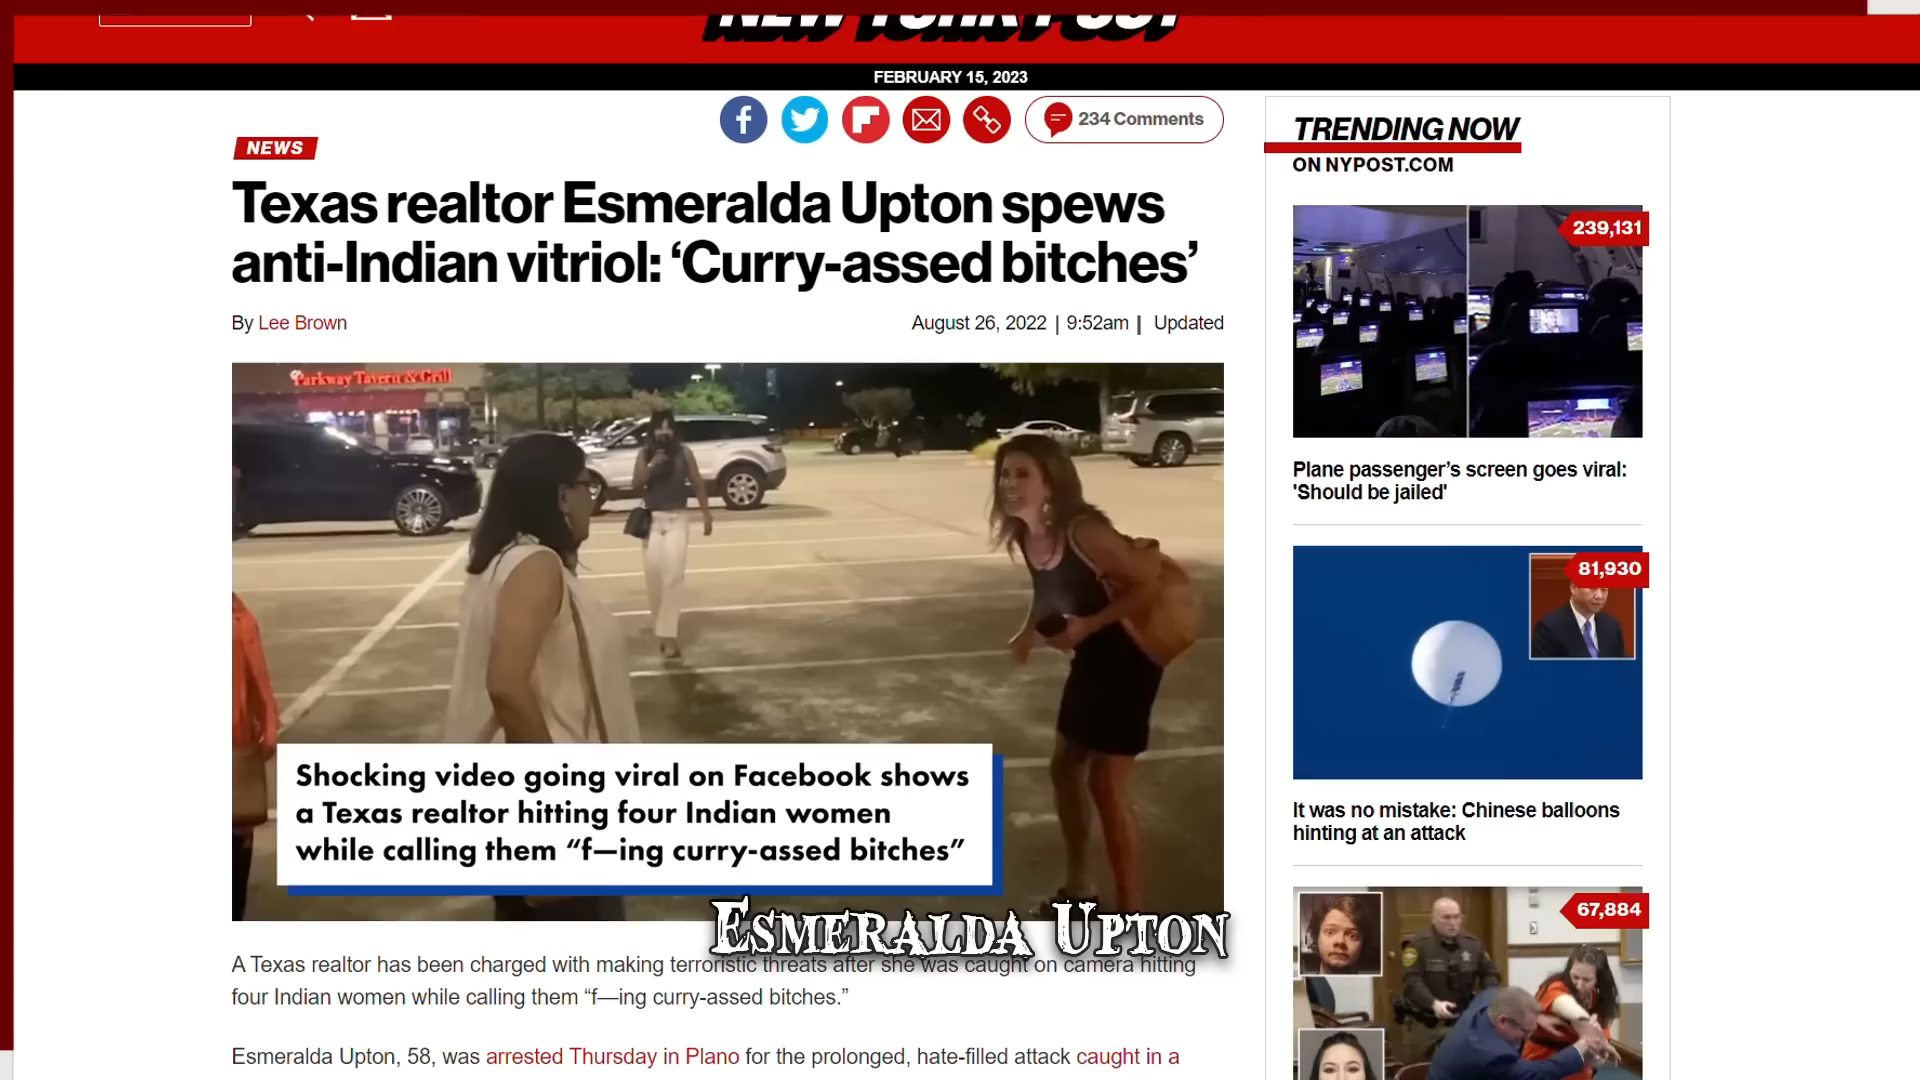 NEW YORK POST
FEBRUARY 15, 2023
234 Comments
NEWS
Texas realtor Esmeralda Upton spews
anti-Indian vitriol: ‘Curry-assed bitches’
By Lee Brown
August 26, 2022 | 9:52am | Updated
Parkway Tavern & Grill
Shocking video going viral on Facebook shows
a Texas realtor hitting four Indian women
while calling them “f—ing curry-assed bitches”
Esmeralda Upton
A Texas realtor has been charged with making terroristic threats after she was caught on camera hitting
four Indian women while calling them “f—ing curry-assed bitches.”
Esmeralda Upton, 58, was arrested Thursday in Plano for the prolonged, hate-filled attack caught in a
TRENDING NOW
ON NYPOST.COM
239,131
Plane passenger’s screen goes viral:
'Should be jailed'
81,930
It was no mistake: Chinese balloons
hinting at an attack
67,884